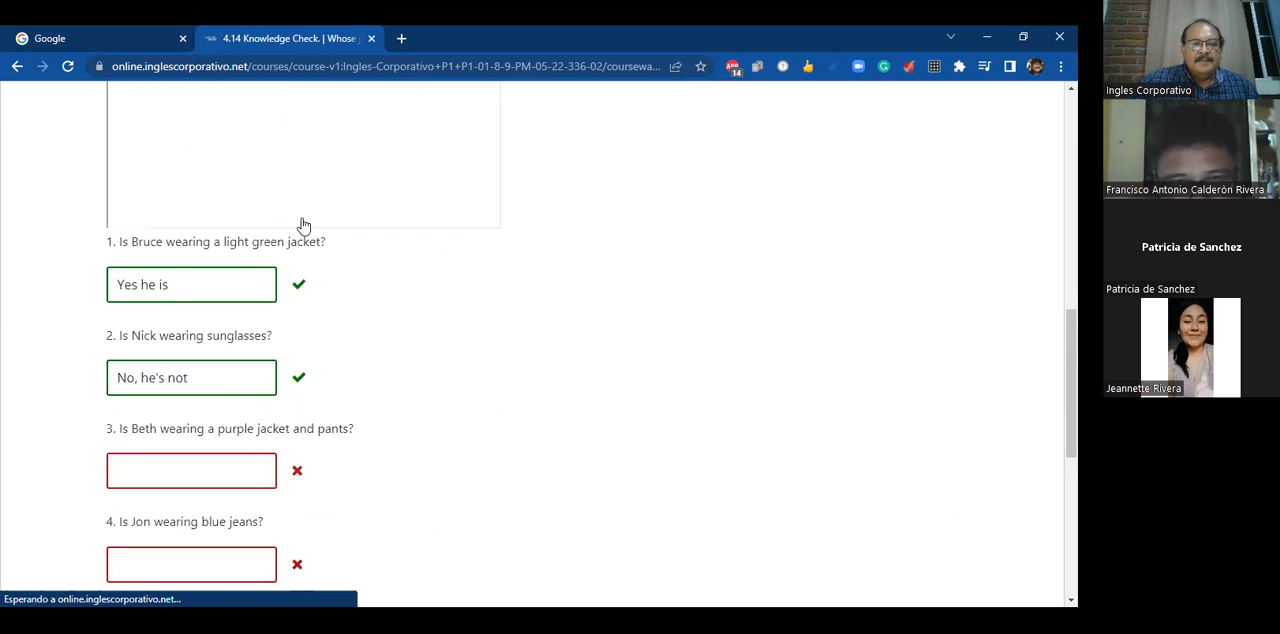 Google
4.14 Knowledge Check. | Whose
online.inglescorporativo.net/courses/course-v1:Ingles-Corporativo+P1+P1-01-8-9-PM-05-22-336-02/coursewa...
14
1. Is Bruce wearing a light green jacket?
Yes he is
2. Is Nick wearing sunglasses?
No, he's not
3. Is Beth wearing a purple jacket and pants?
4. Is Jon wearing blue jeans?
Esperando a online.inglescorporativo.net...
Ingles Corporativo
Francisco Antonio Calderòn Rivera
Patricia de Sanchez
Patricia de Sanchez
Jeannette Rivera